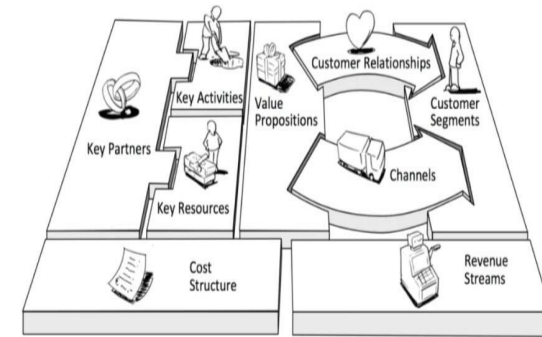 Key Partners
Key Activities
Key Resources
Value
Propositions
Customer Relationships
Channels
Customer
Segments
Cost
Structure
Revenue
Streams